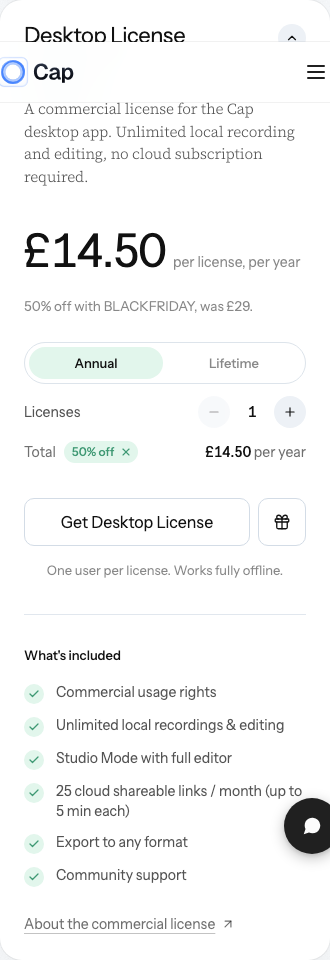 Desktop License
Cap
A commercial license for the Cap
desktop app. Unlimited local recording
and editing, no cloud subscription
required.
£14.50 per license, per year
50% off with BLACKFRIDAY, was £29.
Annual Lifetime
Licenses 1
Total 50% off £14.50 per year
Get Desktop License
One user per license. Works fully offline.
What's included
Commercial usage rights
Unlimited local recordings & editing
Studio Mode with full editor
25 cloud shareable links / month (up to
5 min each)
Export to any format
Community support
About the commercial license